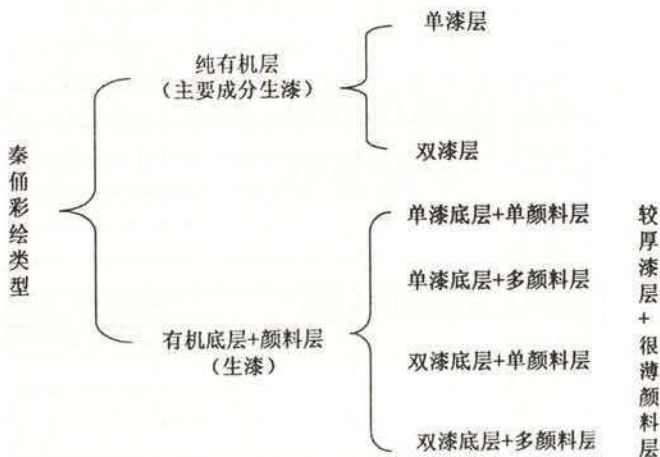 秦俑彩绘类型
纯有机层
（主要成分生漆）
单漆层
双漆层
有机底层+颜料层
（生漆）
单漆底层+单颜料层
单漆底层+多颜料层
双漆底层+单颜料层
双漆底层+多颜料层
较厚漆层+很薄颜料层